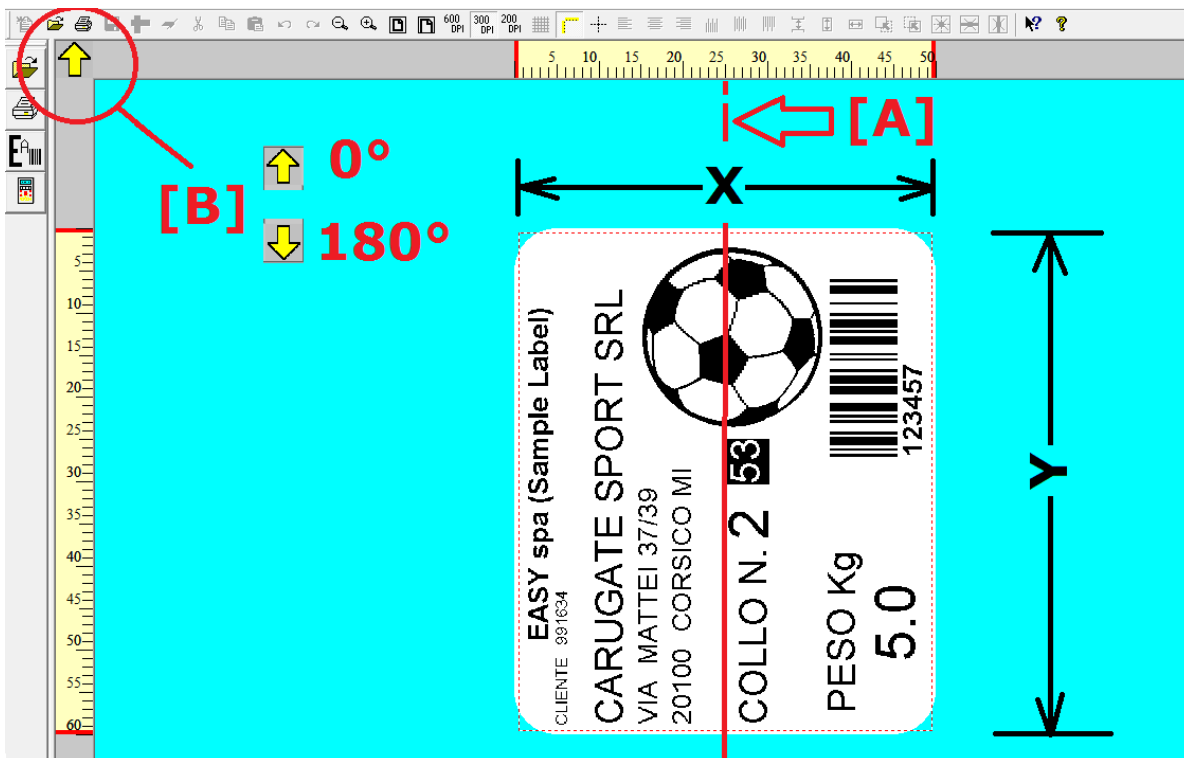 600 DPI 300 DPI 200 DPI
5 10 15 20 25 30 35 40 45 50
[A]
X
0°
[B]
180°
5
10
15
20
25
30
35
40
45
50
55
60
Y
EASY spa (Sample Label)
CLIENTE 991634
CARUGATE SPORT SRL
VIA MATTEI 37/39
20100 CORSICO MI
COLLO N. 2 53
PESO Kg
5.0
123457
E A